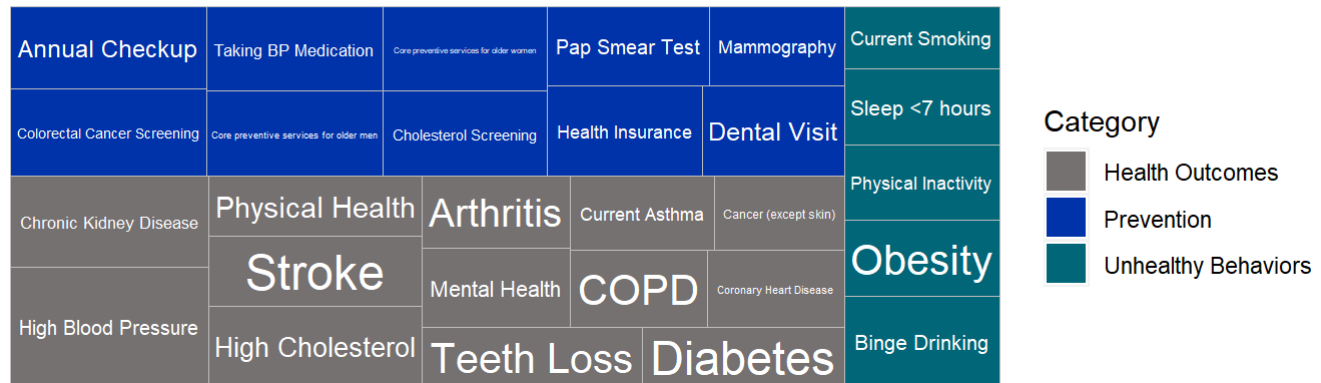 Annual Checkup
Taking BP Medication
Core preventive services for older women
Pap Smear Test
Mammography
Current Smoking
Colorectal Cancer Screening
Core preventive services for older men
Cholesterol Screening
Health Insurance
Dental Visit
Sleep <7 hours
Physical Inactivity
Chronic Kidney Disease
Physical Health
Arthritis
Current Asthma
Cancer (except skin)
Stroke
Mental Health
COPD
Coronary Heart Disease
Obesity
High Blood Pressure
High Cholesterol
Teeth Loss
Diabetes
Binge Drinking
Category
Health Outcomes
Prevention
Unhealthy Behaviors